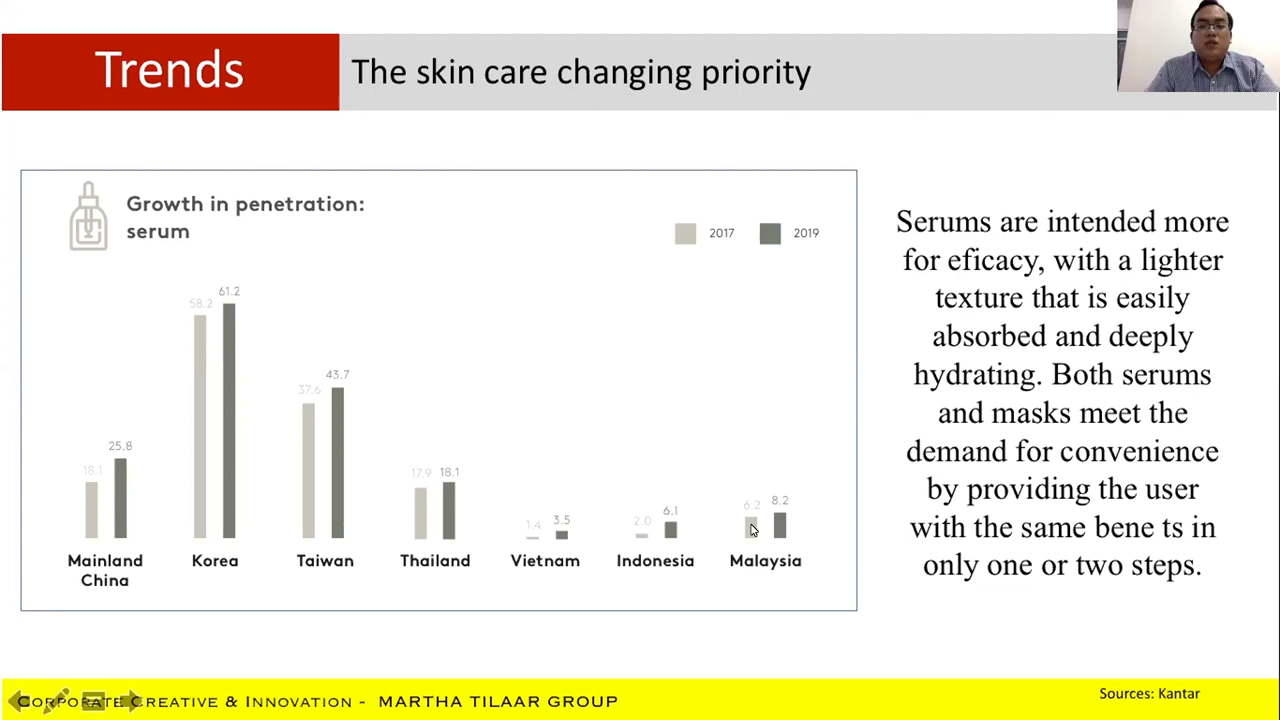 Trends
The skin care changing priority
Growth in penetration:
serum
2017
2019
18.1
25.8
58.2
61.2
37.6
43.7
17.9
18.1
1.4
3.5
2.0
6.1
6.2
8.2
Mainland
China
Korea
Taiwan
Thailand
Vietnam
Indonesia
Malaysia
Serums are intended more
for eficacy, with a lighter
texture that is easily
absorbed and deeply
hydrating. Both serums
and masks meet the
demand for convenience
by providing the user
with the same bene ts in
only one or two steps.
CORPORATE CREATIVE & INNOVATION - MARTHA TILAAR GROUP
Sources: Kantar